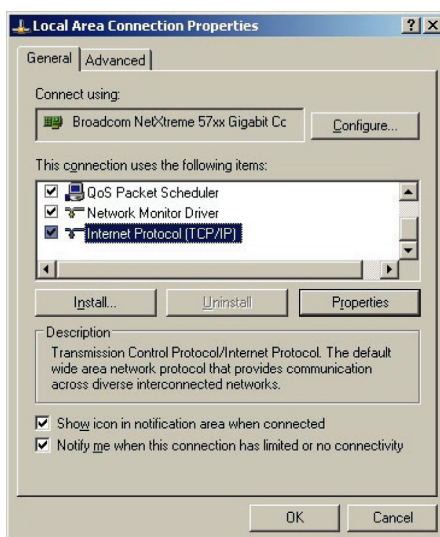 Local Area Connection Properties
General
Advanced
Connect using:
Broadcom NetXtreme 57xx Gigabit Cc
Configure...
This connection uses the following items:
QoS Packet Scheduler
Network Monitor Driver
Internet Protocol (TCP/IP)
Install...
Uninstall
Properties
Description
Transmission Control Protocol/Internet Protocol. The default
wide area network protocol that provides communication
across diverse interconnected networks.
Show icon in notification area when connected
Notify me when this connection has limited or no connectivity
OK
Cancel